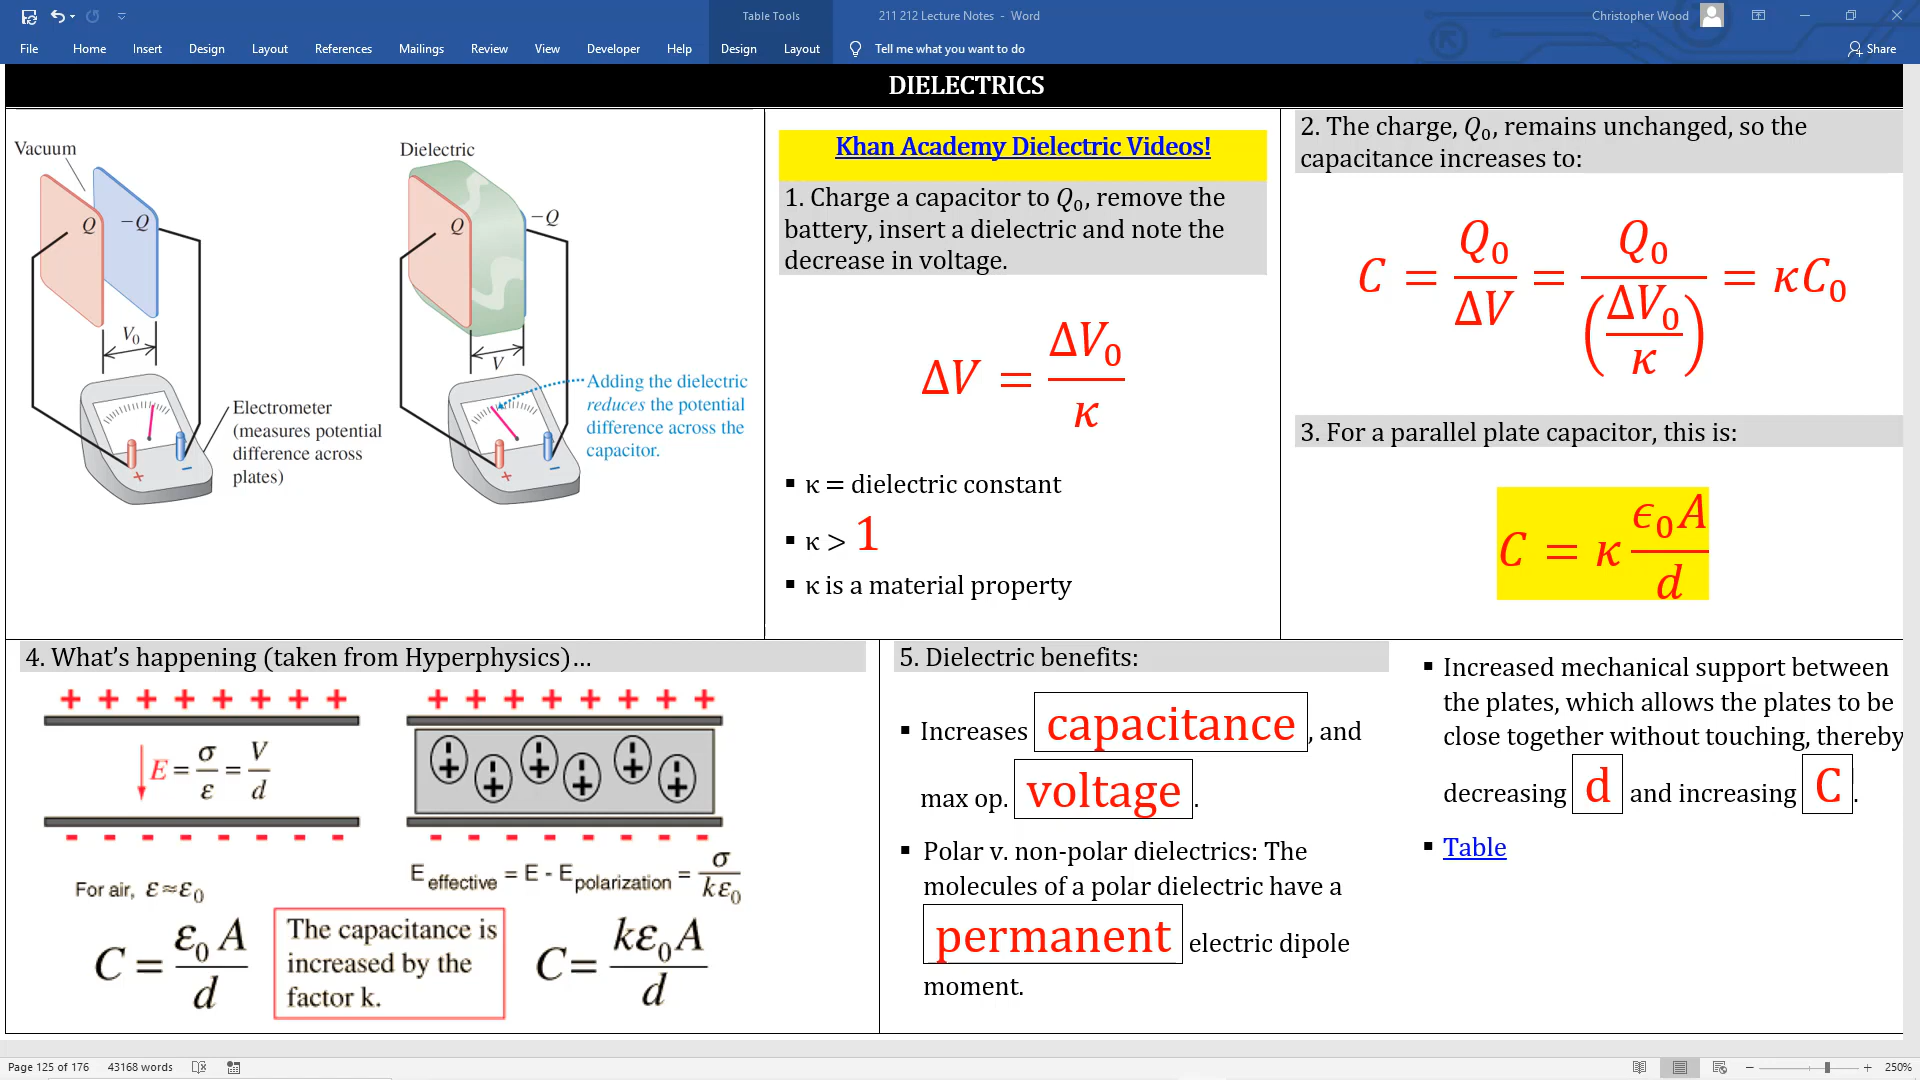 Table Tools
211 212 Lecture Notes - Word
Christopher Wood
File Home Insert Design Layout References Mailings Review View Developer Help Design Layout Tell me what you want to do Share
DIELECTRICS
Vacuum
Q
−Q
V₀
Electrometer
(measures potential
difference across
plates)
+ −
Dielectric
Q
−Q
V
Adding the dielectric
reduces the potential
difference across the
capacitor.
+ −
Khan Academy Dielectric Videos!
1. Charge a capacitor to Q₀, remove the
battery, insert a dielectric and note the
decrease in voltage.
ΔV = ΔV₀ / κ
▪ κ = dielectric constant
▪ κ > 1
▪ κ is a material property
2. The charge, Q₀, remains unchanged, so the
capacitance increases to:
C = Q₀ / ΔV = Q₀ / (ΔV₀ / κ) = κC₀
3. For a parallel plate capacitor, this is:
C = κ ϵ₀A / d
4. What’s happening (taken from Hyperphysics)…
+ + + + + + + +
E = σ / ε = V / d
- - - - - - - -
For air, ε≈ε₀
C = ε₀ A / d
The capacitance is
increased by the
factor k.
+ + + + + + + +
- - - - - -
+ + + + + +
- - - - - - - -
E effective = E - E polarization = σ / kε₀
C = kε₀A / d
5. Dielectric benefits:
▪ Increases capacitance, and
max op. voltage.
▪ Polar v. non-polar dielectrics: The
molecules of a polar dielectric have a
permanent electric dipole
moment.
▪ Increased mechanical support between
the plates, which allows the plates to be
close together without touching, thereby
decreasing d and increasing C.
▪ Table
Page 125 of 176 43168 words 250%